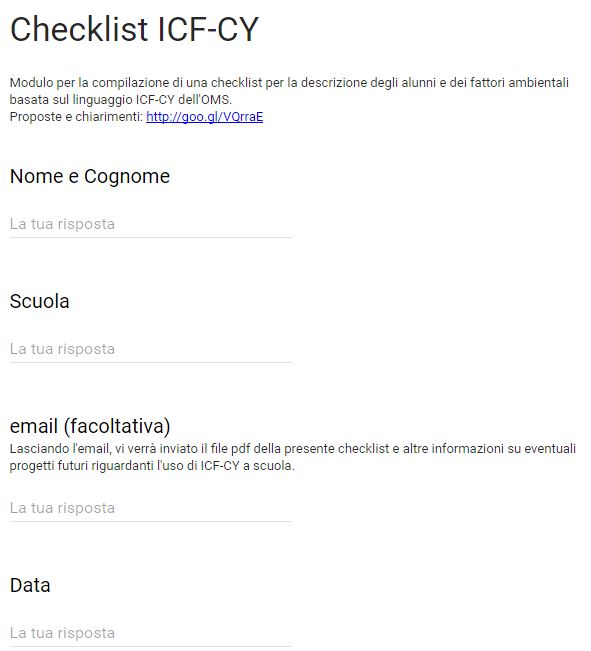 Checklist ICF-CY
Modulo per la compilazione di una checklist per la descrizione degli alunni e dei fattori ambientali
basata sul linguaggio ICF-CY dell'OMS.
Proposte e chiarimenti: http://goo.gl/VQrraE
Nome e Cognome
La tua risposta
Scuola
La tua risposta
email (facoltativa)
Lasciando l'email, vi verrà inviato il file pdf della presente checklist e altre informazioni su eventuali
progetti futuri riguardanti l'uso di ICF-CY a scuola.
La tua risposta
Data
La tua risposta